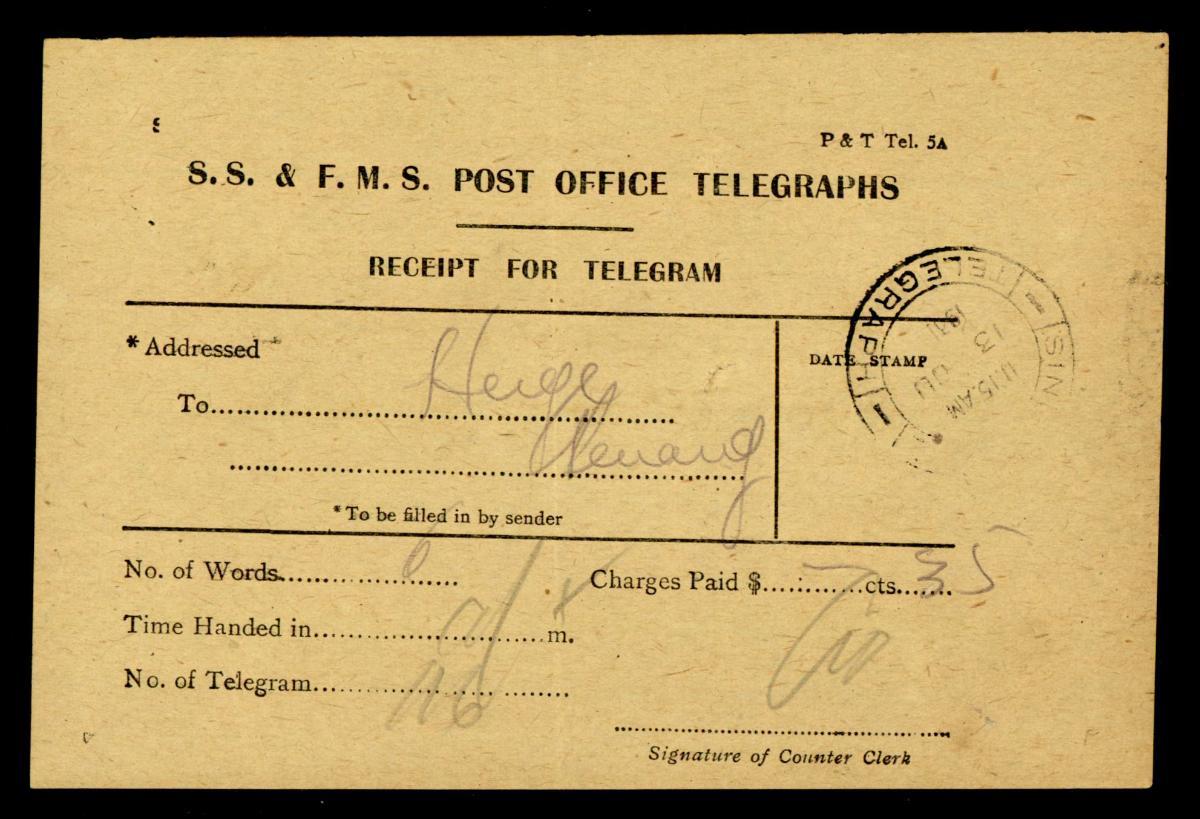 P & T Tel. 5A
S.S. & F. M. S. POST OFFICE TELEGRAPHS
RECEIPT FOR TELEGRAM
* Addressed
To
Penang
DATE STAMP
TELEGRAPH
SIN
11.15.AM
13
* To be filled in by sender
No. of Words 6
Charges Paid $ – cts. 35
Time Handed in m.
No. of Telegram
Signature of Counter Clerk